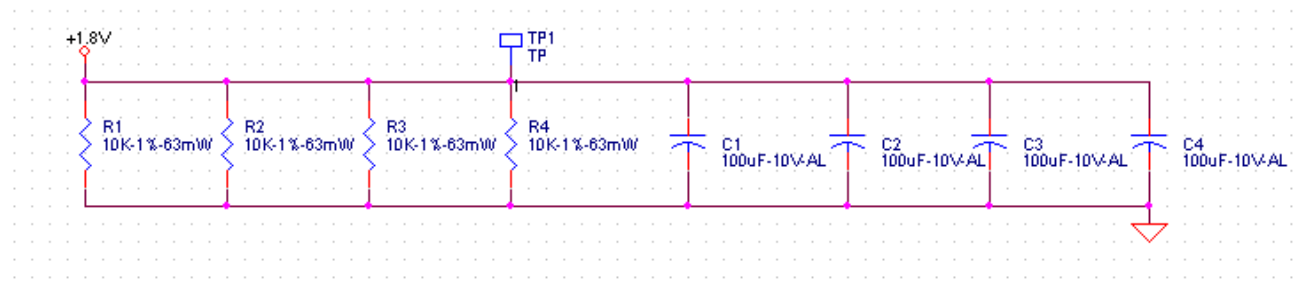 +1.8V
TP1
TP
R1
10K-1%-63mW
R2
10K-1%-63mW
R3
10K-1%-63mW
R4
10K-1%-63mW
C1
100uF-10V-AL
C2
100uF-10V-AL
C3
100uF-10V-AL
C4
100uF-10V-AL